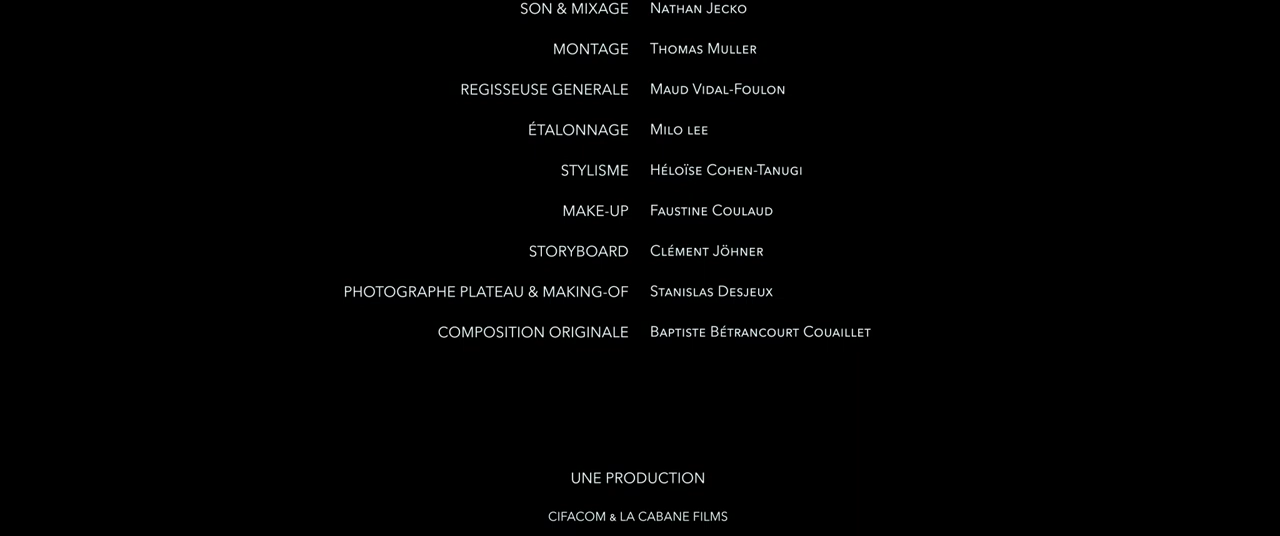 SON & MIXAGE Nathan Jecko
MONTAGE Thomas Muller
REGISSEUSE GENERALE Maud Vidal-Foulon
ÉTALONNAGE Milo lee
STYLISME Héloïse Cohen-Tanugi
MAKE-UP Faustine Coulaud
STORYBOARD Clément Jöhner
PHOTOGRAPHE PLATEAU & MAKING-OF Stanislas Desjeux
COMPOSITION ORIGINALE Baptiste Bétrancourt Couaillet
UNE PRODUCTION
CIFACOM & LA CABANE FILMS